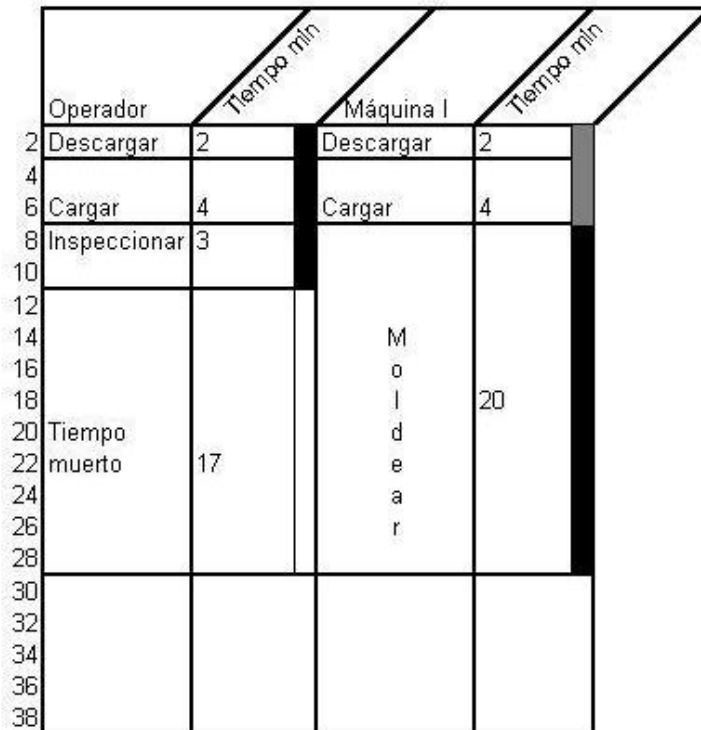 Tiempo min
Tiempo min
Operador
Máquina I
2 Descargar 2 Descargar 2
4
6 Cargar 4 Cargar 4
8 Inspeccionar 3
10
12
14 M
16 o
18 l 20
20 Tiempo d
22 muerto 17 e
24 a
26 r
28
30
32
34
36
38